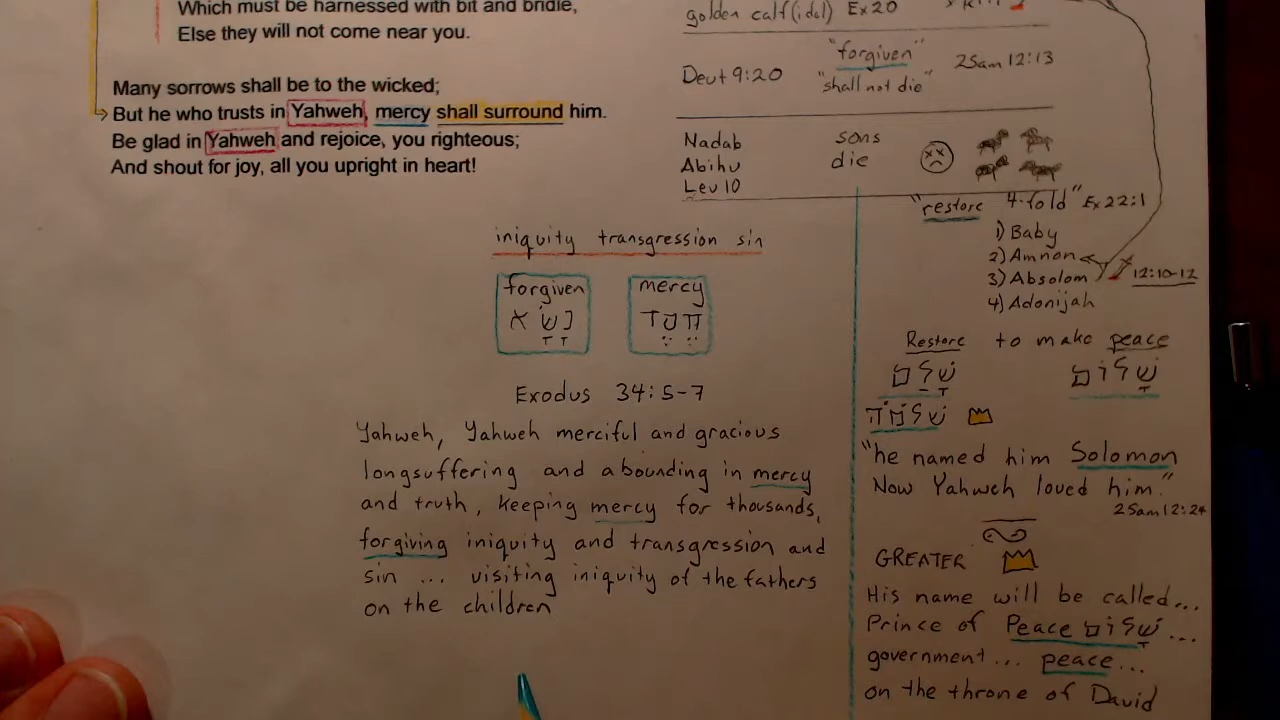 Which must be harnessed with bit and bridle,
Else they will not come near you.
Many sorrows shall be to the wicked;
But he who trusts in Yahweh, mercy shall surround him.
Be glad in Yahweh and rejoice, you righteous;
And shout for joy, all you upright in heart!
golden calf (idol) Ex20
Deut 9:20
"forgiven"
"shall not die"
2Sam 12:13
Nadab
Abihu
Lev 10
sons
die
"restore 4-fold" Ex 22:1
1) Baby
2) Amnon
3) Absolom
4) Adonijah
12:10-12
iniquity transgression sin
forgiven
נָשָׂא
mercy
חֶסֶד
Exodus 34:5-7
Yahweh, Yahweh merciful and gracious
longsuffering and abounding in mercy
and truth, keeping mercy for thousands,
forgiving iniquity and transgression and
sin ... visiting iniquity of the fathers
on the children
Restore to make peace
שָׁלַם שָׁלוֹם
שְׁלֹמֹה
"he named him Solomon
Now Yahweh loved him."
2Sam 12:24
GREATER
His name will be called...
Prince of Peace שָׁלוֹם ...
government... peace...
on the throne of David